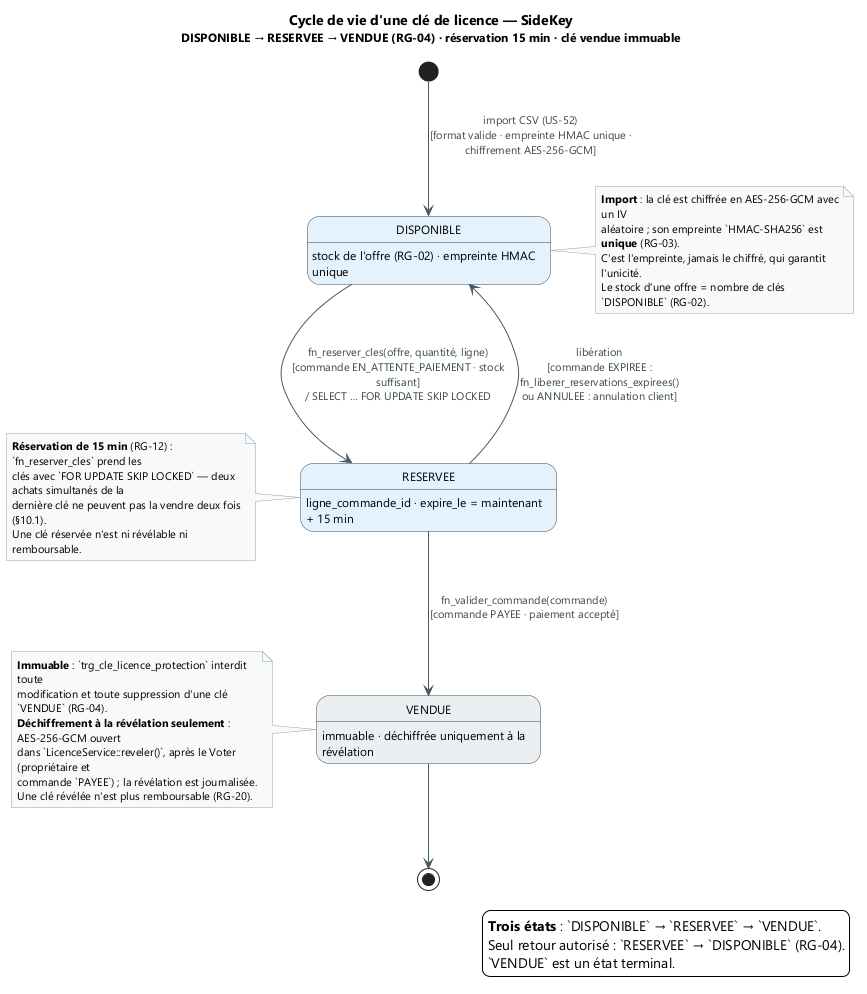 Cycle de vie d'une clé de licence — SideKey
DISPONIBLE → RESERVEE → VENDUE (RG-04) · réservation 15 min · clé vendue immuable
import CSV (US-52)
[format valide · empreinte HMAC unique ·
chiffrement AES-256-GCM]
Import : la clé est chiffrée en AES-256-GCM avec
un IV
aléatoire ; son empreinte `HMAC-SHA256` est
unique (RG-03).
C'est l'empreinte, jamais le chiffré, qui garantit
l'unicité.
Le stock d'une offre = nombre de clés
`DISPONIBLE` (RG-02).
DISPONIBLE
stock de l'offre (RG-02) · empreinte HMAC
unique
fn_reserver_cles(offre, quantité, ligne)
[commande EN_ATTENTE_PAIEMENT · stock
suffisant]
/ SELECT ... FOR UPDATE SKIP LOCKED
libération
[commande EXPIREE :
fn_liberer_reservations_expirees()
ou ANNULEE : annulation client]
Réservation de 15 min (RG-12) :
`fn_reserver_cles` prend les
clés avec `FOR UPDATE SKIP LOCKED` — deux
achats simultanés de la
dernière clé ne peuvent pas la vendre deux fois
(§10.1).
Une clé réservée n'est ni révélable ni
remboursable.
RESERVEE
ligne_commande_id · expire_le = maintenant
+ 15 min
fn_valider_commande(commande)
[commande PAYEE · paiement accepté]
Immuable : `trg_cle_licence_protection` interdit
toute
modification et toute suppression d'une clé
`VENDUE` (RG-04).
Déchiffrement à la révélation seulement :
AES-256-GCM ouvert
dans `LicenceService::reveler()`, après le Voter
(propriétaire et
commande `PAYEE`) ; la révélation est journalisée.
Une clé révélée n'est plus remboursable (RG-20).
VENDUE
immuable · déchiffrée uniquement à la
révélation
Trois états : `DISPONIBLE` → `RESERVEE` → `VENDUE`.
Seul retour autorisé : `RESERVEE` → `DISPONIBLE` (RG-04).
`VENDUE` est un état terminal.